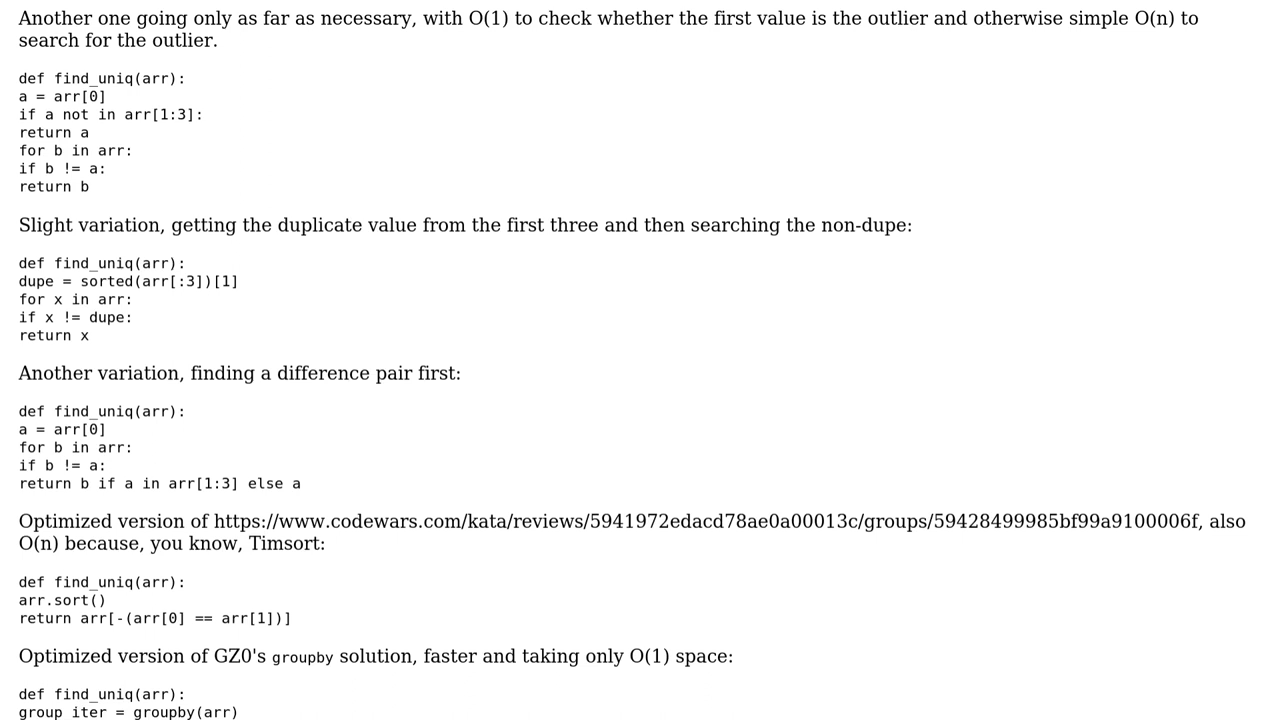 Another one going only as far as necessary, with O(1) to check whether the first value is the outlier and otherwise simple O(n) to
search for the outlier.
def find_uniq(arr):
a = arr[0]
if a not in arr[1:3]:
return a
for b in arr:
if b != a:
return b
Slight variation, getting the duplicate value from the first three and then searching the non-dupe:
def find_uniq(arr):
dupe = sorted(arr[:3])[1]
for x in arr:
if x != dupe:
return x
Another variation, finding a difference pair first:
def find_uniq(arr):
a = arr[0]
for b in arr:
if b != a:
return b if a in arr[1:3] else a
Optimized version of https://www.codewars.com/kata/reviews/5941972edacd78ae0a00013c/groups/59428499985bf99a9100006f, also
O(n) because, you know, Timsort:
def find_uniq(arr):
arr.sort()
return arr[-(arr[0] == arr[1])]
Optimized version of GZ0's groupby solution, faster and taking only O(1) space:
def find_uniq(arr):
group_iter = groupby(arr)